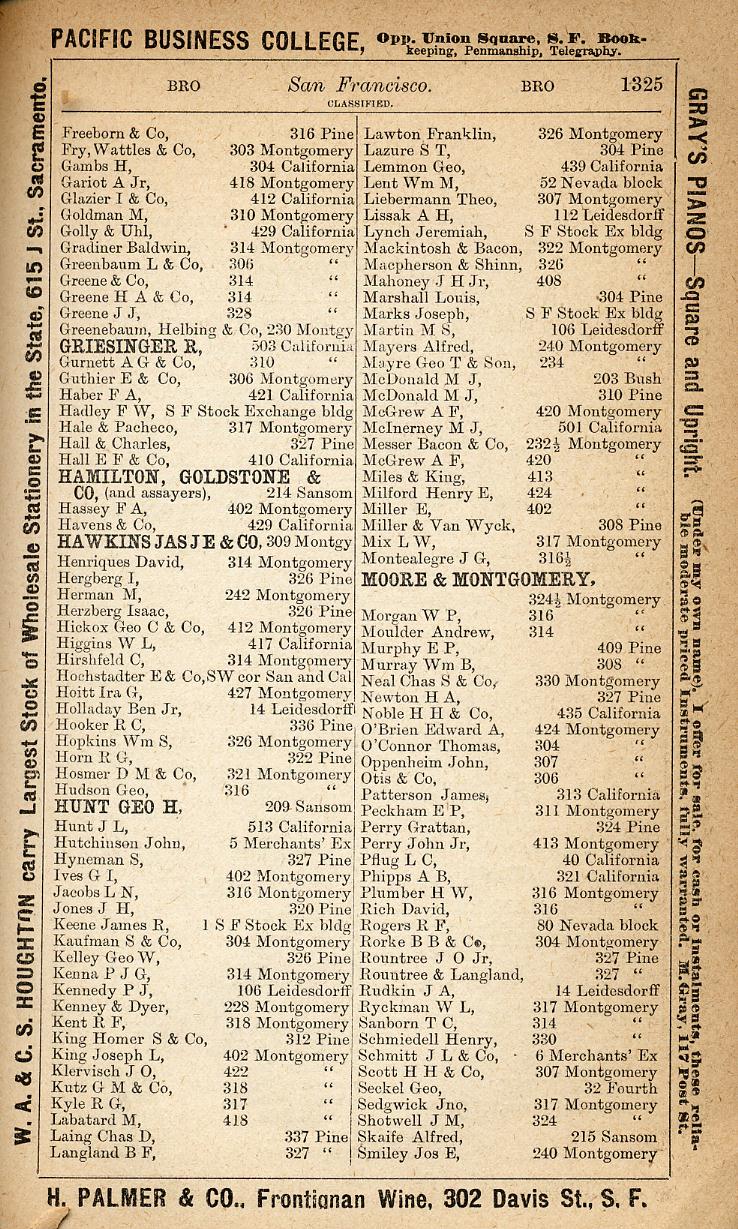 PACIFIC BUSINESS COLLEGE, Opp. Union Square, S. F. Book-
keeping, Penmanship, Telegraphy.
BRO San Francisco. BRO 1325
CLASSIFIED.
Freeborn & Co, 316 Pine
Fry, Wattles & Co, 303 Montgomery
Gambs H, 304 California
Gariot A Jr, 418 Montgomery
Glazier I & Co, 412 California
Goldman M, 310 Montgomery
Golly & Uhl, 429 California
Gradiner Baldwin, 314 Montgomery
Greenbaum L & Co, 306 “
Greene & Co, 314 “
Greene H A & Co, 314 “
Greene J J, 328 “
Greenebaum, Helbing & Co, 230 Montgy
GRIESINGER R, 503 California
Gurnett A G & Co, 310 “
Guthier E & Co, 306 Montgomery
Haber F A, 421 California
Hadley F W, S F Stock Exchange bldg
Hale & Pacheco, 317 Montgomery
Hall & Charles, 327 Pine
Hall E F & Co, 410 California
HAMILTON, GOLDSTONE &
CO, (and assayers), 214 Sansom
Hassey F A, 402 Montgomery
Havens & Co, 429 California
HAWKINS JAS JE & CO, 309 Montgy
Henriques David, 314 Montgomery
Hergberg I, 326 Pine
Herman M, 242 Montgomery
Herzberg Isaac, 326 Pine
Hickox Geo C & Co, 412 Montgomery
Higgins W L, 417 California
Hirshfeld C, 314 Montgomery
Hochstadter E & Co, SW cor San and Cal
Hoitt Ira G, 427 Montgomery
Holladay Ben Jr, 14 Leidesdorff
Hooker R C, 336 Pine
Hopkins Wm S, 326 Montgomery
Horn R G, 322 Pine
Hosmer D M & Co, 321 Montgomery
Hudson Geo, 316 “
HUNT GEO H, 209 Sansom
Hunt J L, 513 California
Hutchinson John, 5 Merchants' Ex
Hyneman S, 327 Pine
Ives G I, 402 Montgomery
Jacobs L N, 316 Montgomery
Jones J H, 320 Pine
Keene James R, 1 S F Stock Ex bldg
Kaufman S & Co, 304 Montgomery
Kelley Geo W, 326 Pine
Kenna P J G, 314 Montgomery
Kennedy P J, 106 Leidesdorff
Kenney & Dyer, 228 Montgomery
Kent R F, 318 Montgomery
King Homer S & Co, 312 Pine
King Joseph L, 402 Montgomery
Klervisch J O, 422 “
Kutz G M & Co, 318 “
Kyle R G, 317 “
Labatard M, 418 “
Laing Chas D, 337 Pine
Langland B F, 327 “
Lawton Franklin, 326 Montgomery
Lazure S T, 304 Pine
Lemmon Geo, 439 California
Lent Wm M, 52 Nevada block
Liebermann Theo, 307 Montgomery
Lissak A H, 112 Leidesdorff
Lynch Jeremiah, S F Stock Ex bldg
Mackintosh & Bacon, 322 Montgomery
Macpherson & Shinn, 326 “
Mahoney J H Jr, 408 “
Marshall Louis, 304 Pine
Marks Joseph, S F Stock Ex bldg
Martin M S, 106 Leidesdorff
Mayers Alfred, 240 Montgomery
Mayre Geo T & Son, 234 “
McDonald M J, 203 Bush
McDonald M J, 310 Pine
McGrew A F, 420 Montgomery
McInerney M J, 501 California
Messer Bacon & Co, 232½ Montgomery
McGrew A F, 420 “
Miles & King, 413 “
Milford Henry E, 424 “
Miller E, 402 “
Miller & Van Wyck, 308 Pine
Mix L W, 317 Montgomery
Montealegre J G, 316½ “
MOORE & MONTGOMERY,
324½ Montgomery
Morgan W P, 316 “
Moulder Andrew, 314 “
Murphy E P, 409 Pine
Murray Wm B, 308 “
Neal Chas S & Co, 330 Montgomery
Newton H A, 327 Pine
Noble H H & Co, 435 California
O'Brien Edward A, 424 Montgomery
O'Connor Thomas, 304 “
Oppenheim John, 307 “
Otis & Co, 306 “
Patterson James, 313 California
Peckham E P, 311 Montgomery
Perry Grattan, 324 Pine
Perry John Jr, 413 Montgomery
Pflug L C, 40 California
Phipps A B, 321 California
Plumber H W, 316 Montgomery
Rich David, 316 “
Rogers R F, 80 Nevada block
Rorke B B & Co, 304 Montgomery
Rountree J O Jr, 327 Pine
Rountree & Langland, 327 “
Rudkin J A, 14 Leidesdorff
Ryckman W L, 317 Montgomery
Sanborn T C, 314 “
Schmiedell Henry, 330 “
Schmitt J L & Co, 6 Merchants' Ex
Scott H H & Co, 307 Montgomery
Seckel Geo, 32 Fourth
Sedgwick Jno, 317 Montgomery
Shotwell J M, 324 “
Skaife Alfred, 215 Sansom
Smiley Jos E, 240 Montgomery
W. A. & C. S. HOUGHTON carry Largest Stock of Wholesale Stationery in the State, 615 J St., Sacramento.
GRAY'S PIANOS—Square and Upright. (Under my own name). I offer for sale, for cash or instalments, these relia-
ble moderate priced Instruments, fully warranted. M. Gray, 117 Post St.
H. PALMER & CO., Frontignan Wine, 302 Davis St., S. F.